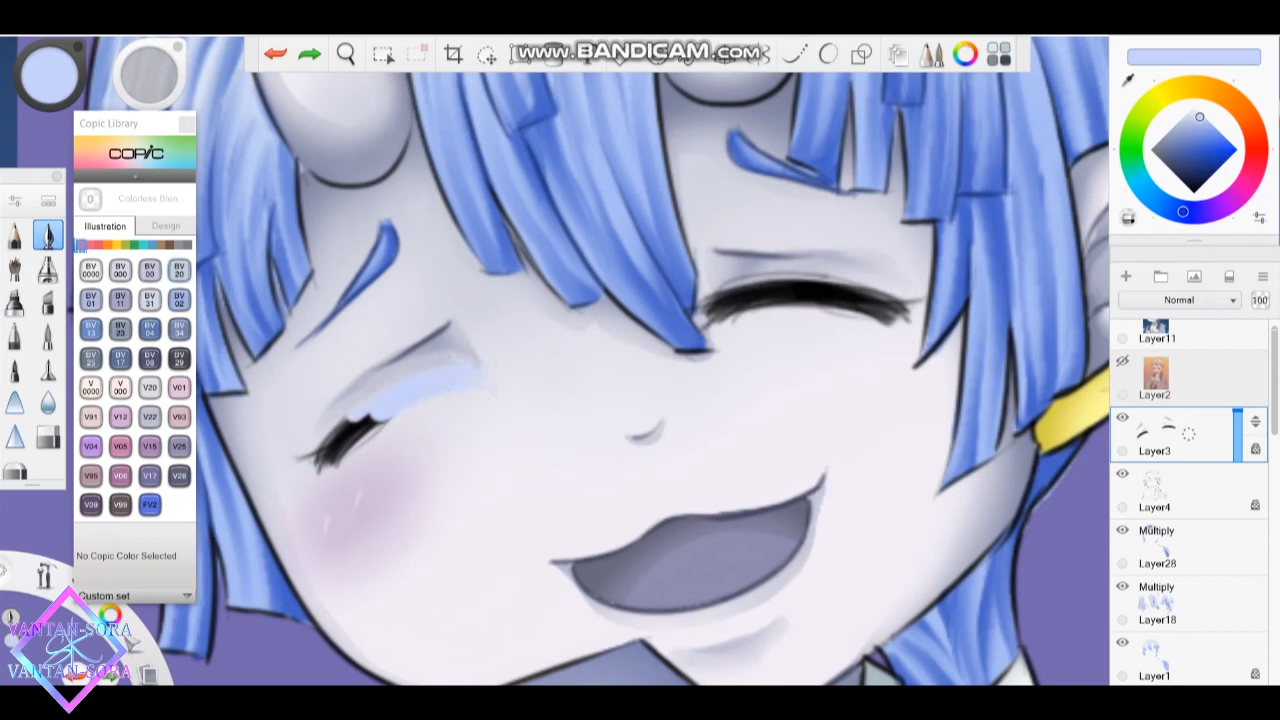 www.BANDICAM.com
Copic Library
COPIC
0 Colorless Blen
Illustration Design
BV 0000 BV 000 BV 00 BV 20
BV 01 BV 11 BV 31 BV 02
BV 13 BV 23 BV 04 BV 34
BV 25 BV 17 BV 08 BV 29
V 0000 V 000 V20 V01
V91 V12 V22 V93
V04 V05 V15 V25
V95 V06 V17 V28
V09 V99 FV2
No Copic Color Selected
Custom set
VANTAN-SORA
VANTAN-SORA
Normal 100
Layer11
Layer2
Layer3
Layer4
Multiply
Layer28
Multiply
Layer18
Layer1